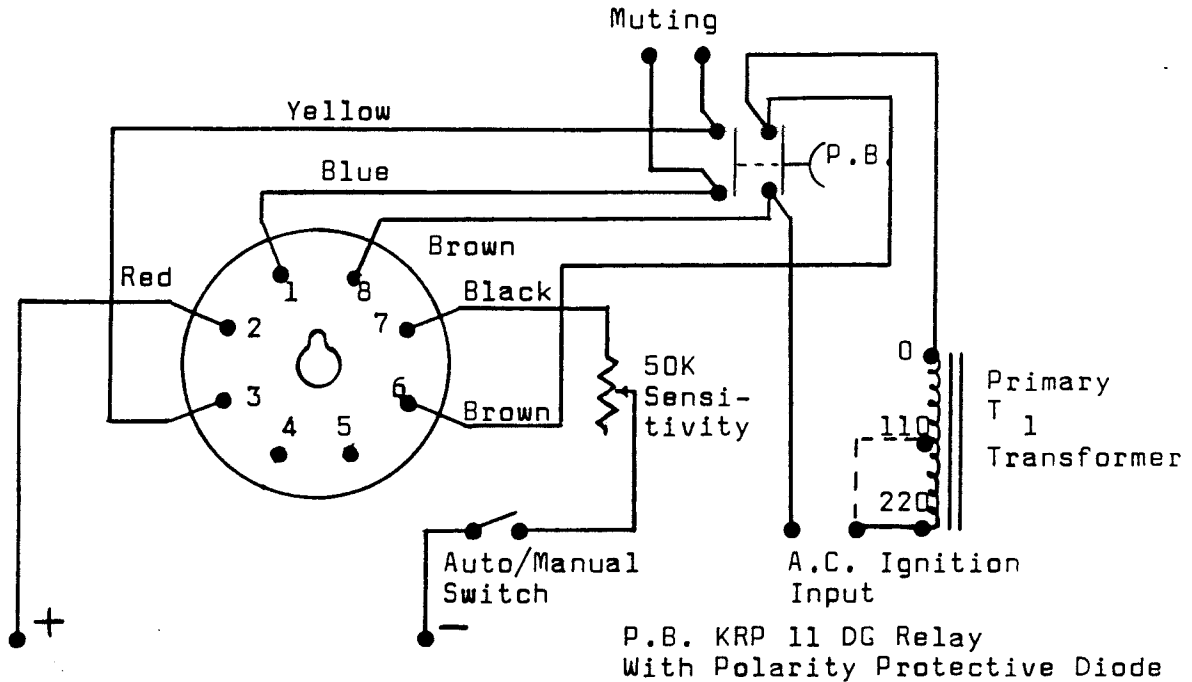 Muting
Yellow
P.B.
Blue
Brown
Red
1
8
Black
2
7
0
50K
Sensi-
tivity
Primary
T 1
Transformer
3
6
Brown
110
4
5
220
Auto/Manual
Switch
A.C. Ignition
Input
+
−
P.B. KRP 11 DG Relay
With Polarity Protective Diode